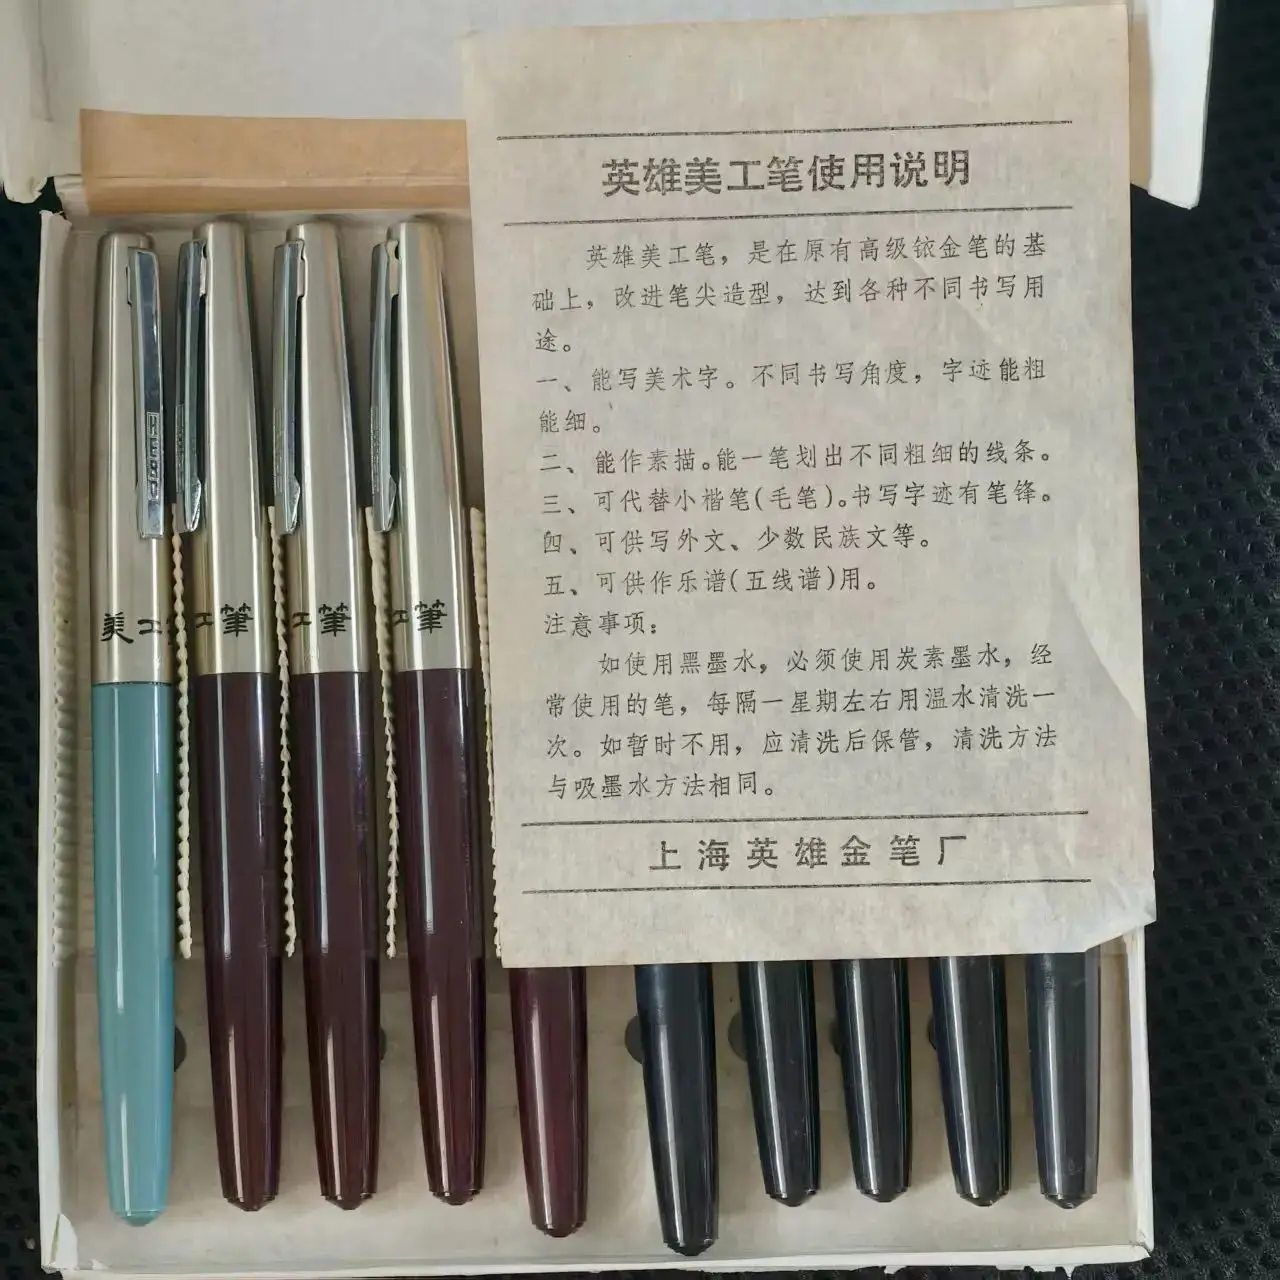 英雄美工笔使用说明
英雄美工笔，是在原有高级铱金笔的基
础上，改进笔尖造型，达到各种不同书写用
途。
一、能写美术字。不同书写角度，字迹能粗
能细。
二、能作素描。能一笔划出不同粗细的线条。
三、可代替小楷笔(毛笔)。书写字迹有笔锋。
四、可供写外文、少数民族文等。
五、可供作乐谱(五线谱)用。
注意事项：
如使用黑墨水，必须使用炭素墨水，经
常使用的笔，每隔一星期左右用温水清洗一
次。如暂时不用，应清洗后保管，清洗方法
与吸墨水方法相同。
上海英雄金笔厂
美工
工筆
工筆
工筆